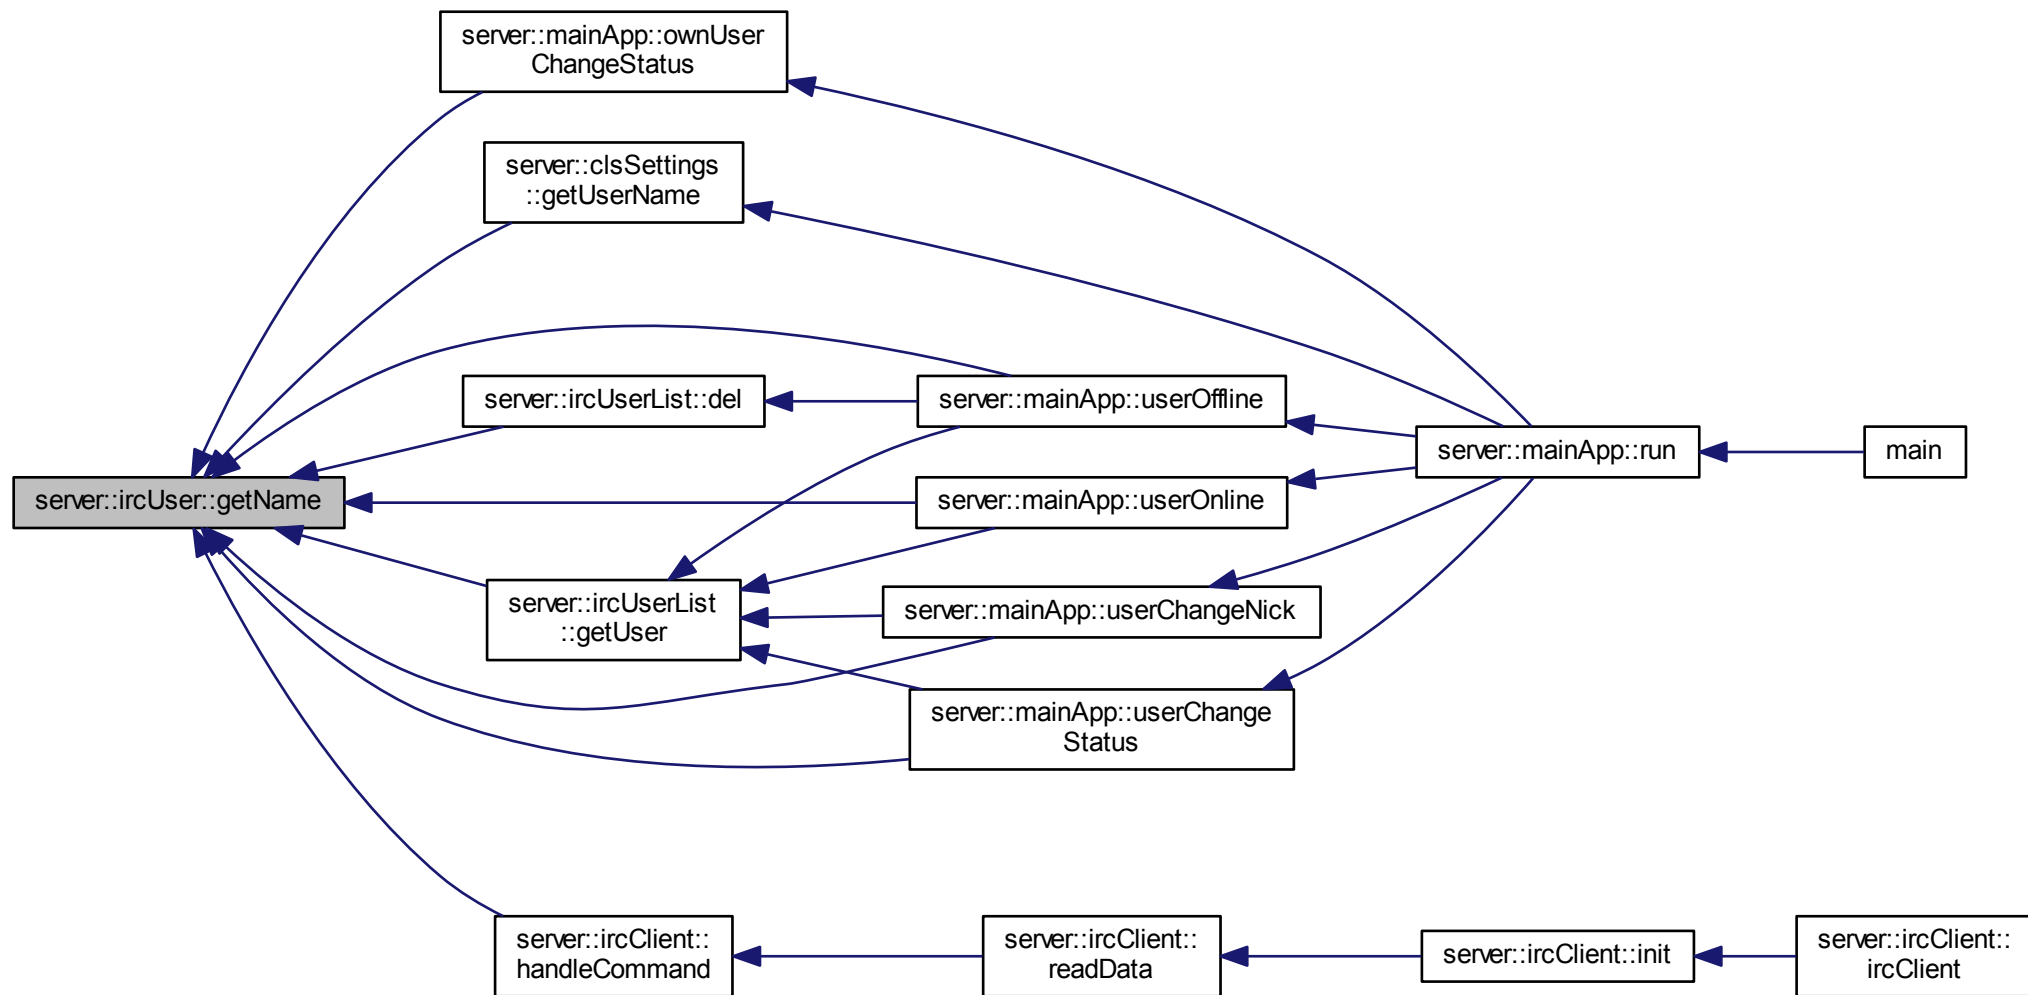 server::mainApp::ownUser
ChangeStatus
server::clsSettings
::getUserName
server::ircUserList::del
server::mainApp::userOffline
server::mainApp::run
main
server::ircUser::getName
server::mainApp::userOnline
server::ircUserList
::getUser
server::mainApp::userChangeNick
server::mainApp::userChange
Status
server::ircClient::
handleCommand
server::ircClient::
readData
server::ircClient::init
server::ircClient::
ircClient